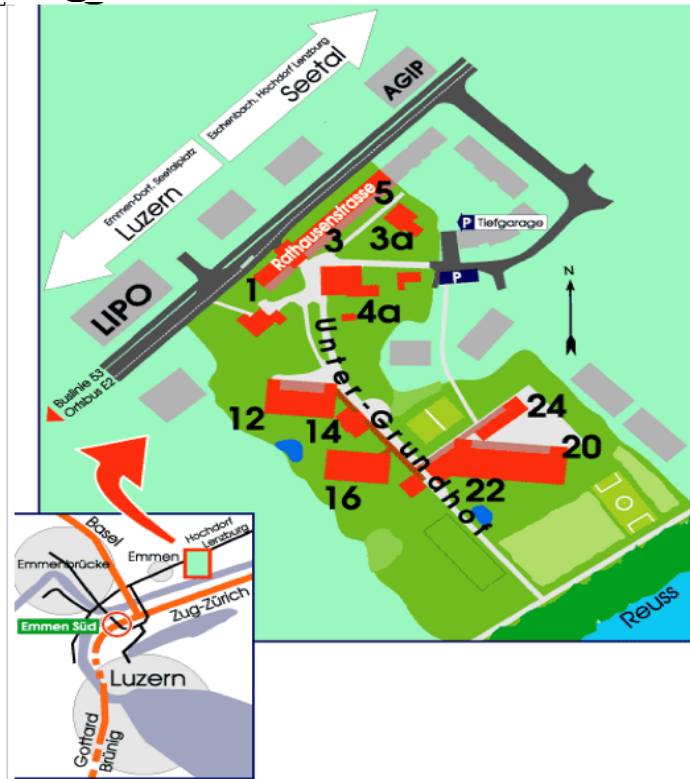 Eschenbach, Hochdorf Lenzburg
Seetal
AGIP
Emmen-Dorf, Seetalplatz
Luzern
Rathausenstrasse
5
3
3a
1
4a
P Tiefgarage
P
LIPO
N
Buslinie 53
Ortsbus E2
Unter-Grundhof
12
14
16
24
20
22
Reuss
Basel
Hochdorf
Lenzburg
Emmen
Emmenbrücke
Zug-Zürich
Emmen Süd
Luzern
Gottard
Brünig